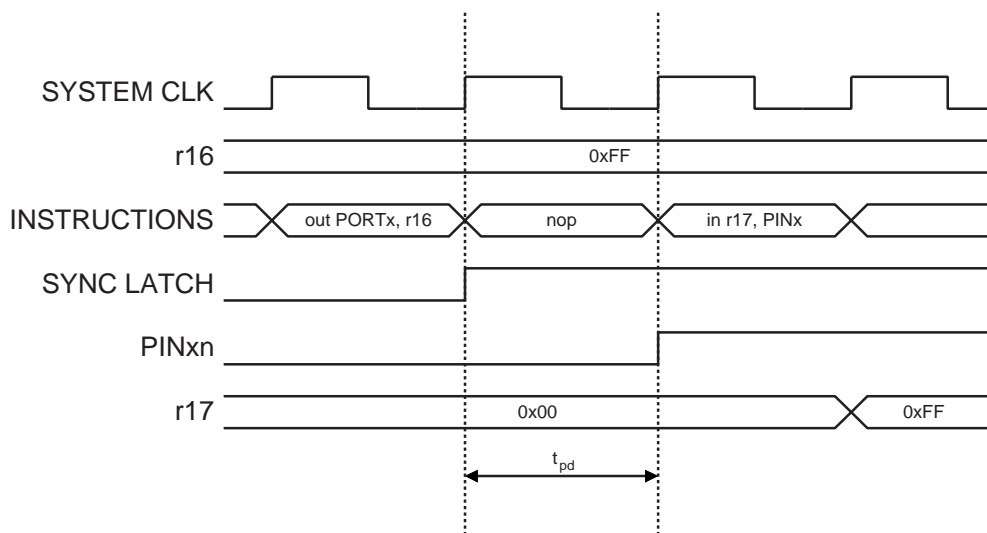 SYSTEM CLK
r16
0xFF
INSTRUCTIONS
out PORTx, r16
nop
in r17, PINx
SYNC LATCH
PINxn
r17
0x00
0xFF
tpd